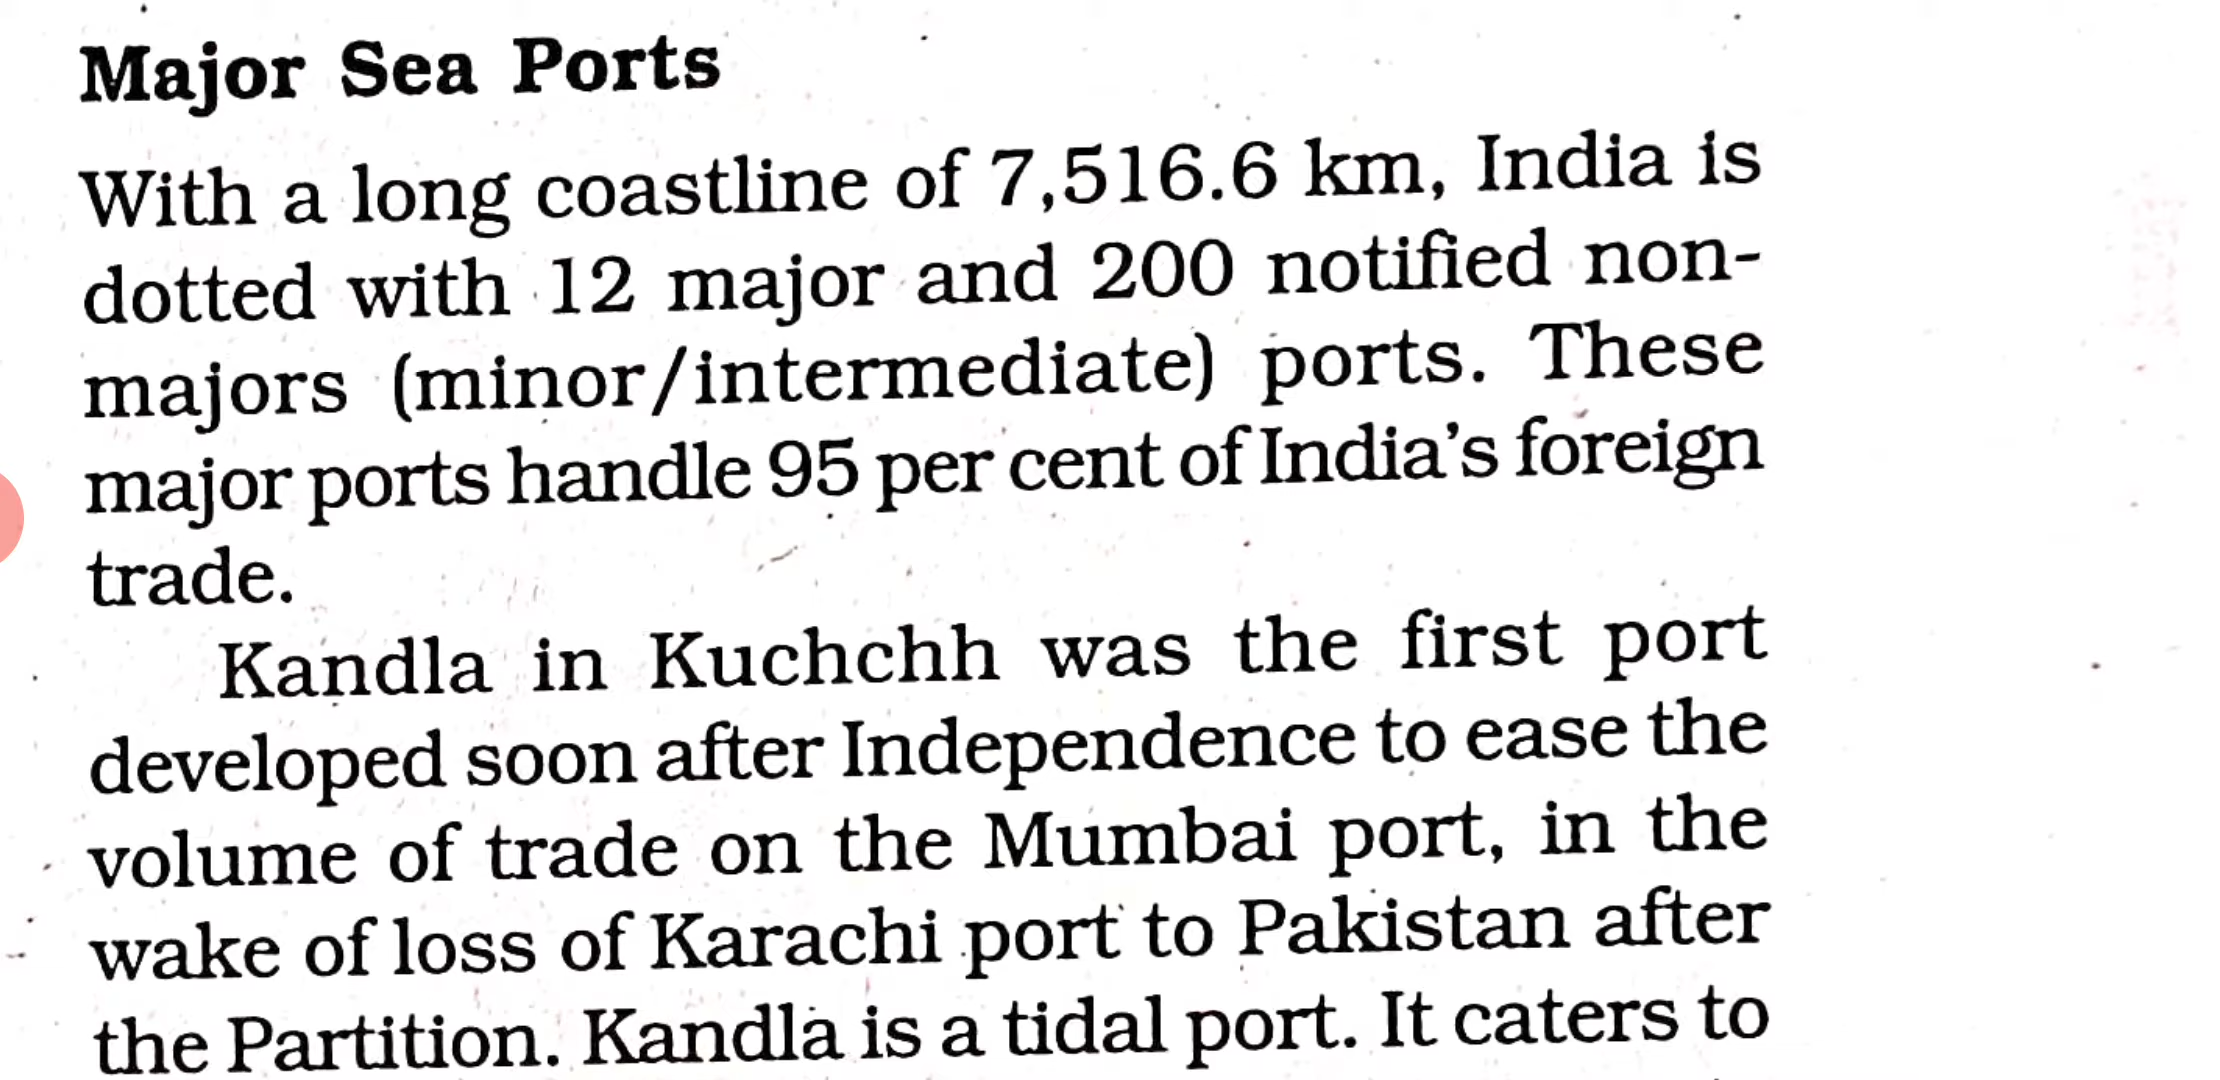 Major Sea Ports
With a long coastline of 7,516.6 km, India is
dotted with 12 major and 200 notified non-
majors (minor/intermediate) ports. These
major ports handle 95 per cent of India's foreign
trade.
Kandla in Kuchchh was the first port
developed soon after Independence to ease the
volume of trade on the Mumbai port, in the
wake of loss of Karachi port to Pakistan after
the Partition. Kandla is a tidal port. It caters to